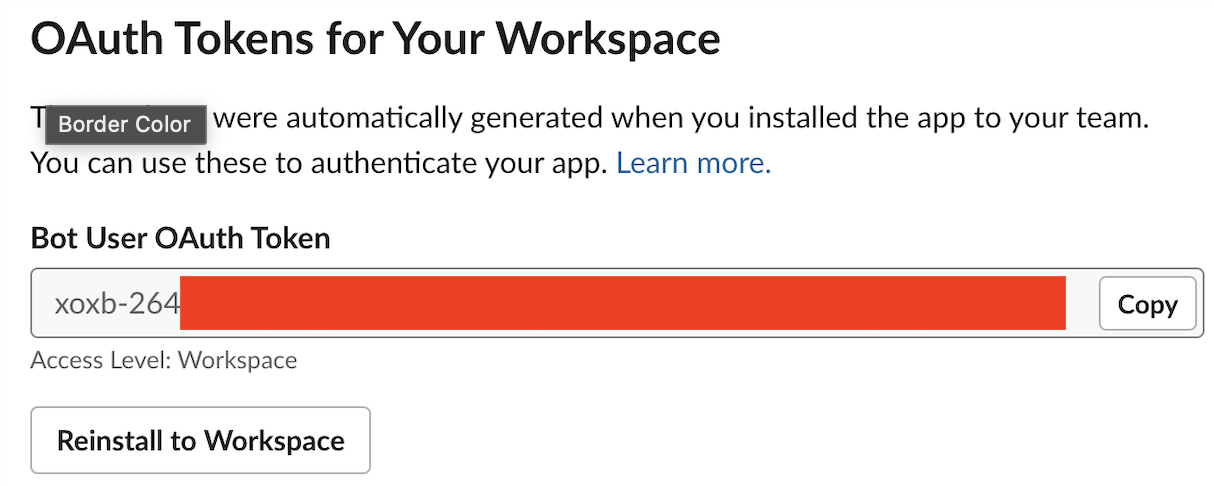 OAuth Tokens for Your Workspace
T Border Color were automatically generated when you installed the app to your team.
You can use these to authenticate your app. Learn more.
Bot User OAuth Token
xoxb-264
Copy
Access Level: Workspace
Reinstall to Workspace